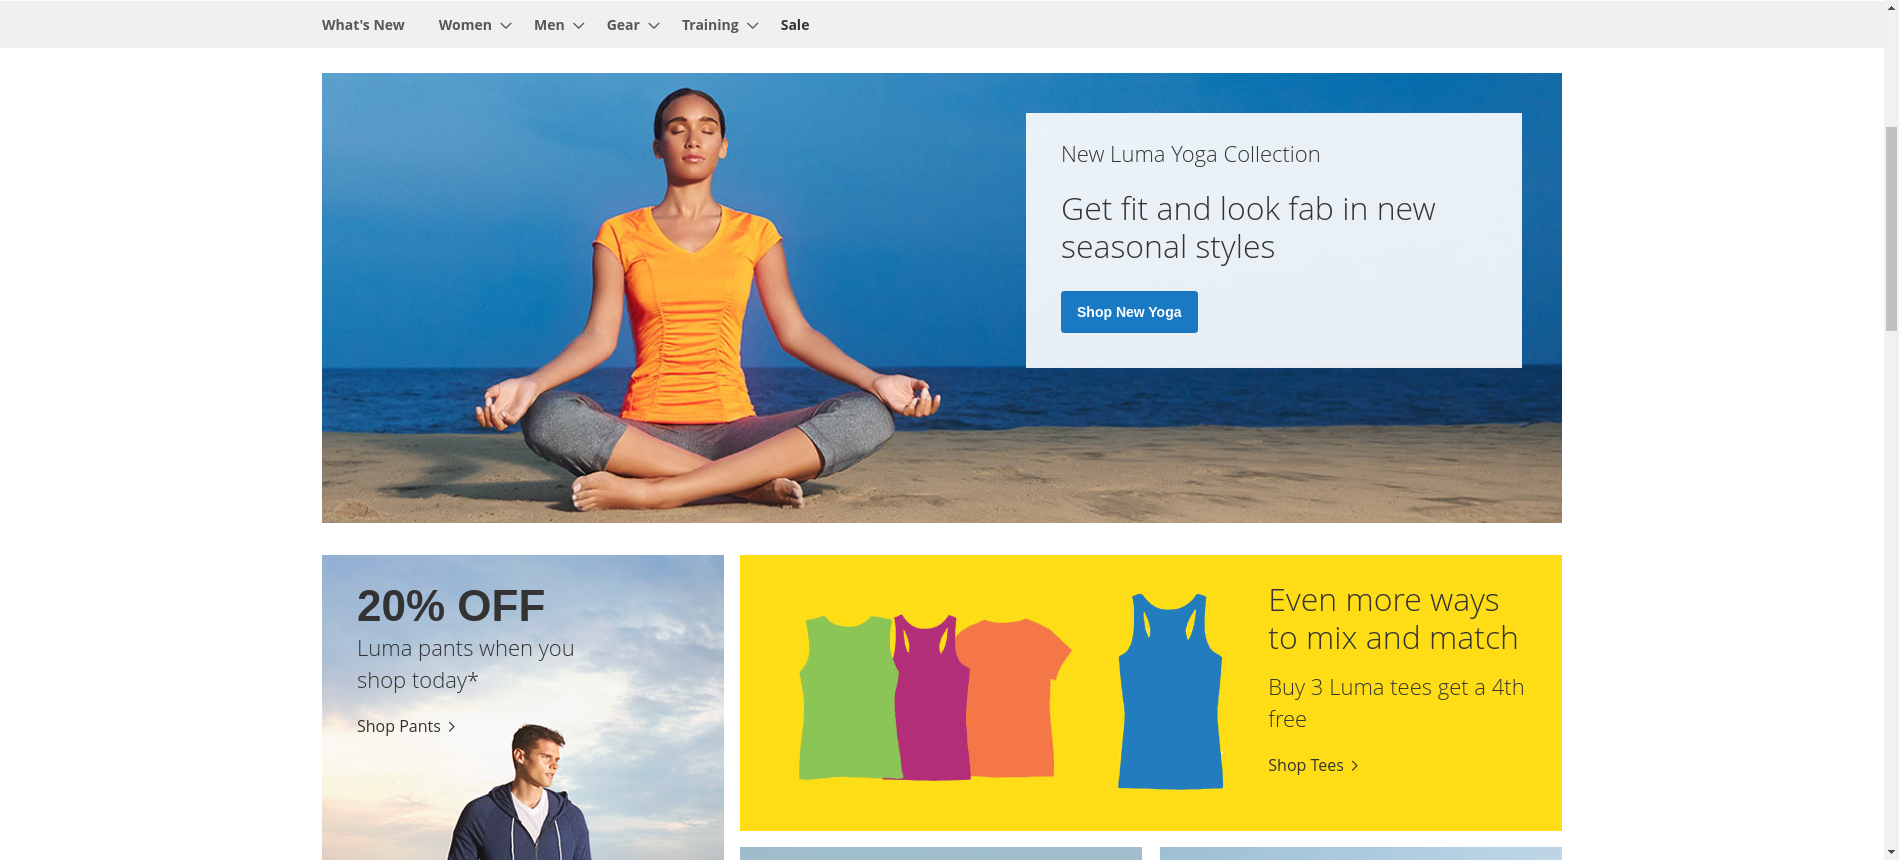 What's New Women Men Gear Training Sale
New Luma Yoga Collection
Get fit and look fab in new
seasonal styles
Shop New Yoga
20% OFF
Luma pants when you
shop today*
Shop Pants
Even more ways
to mix and match
Buy 3 Luma tees get a 4th
free
Shop Tees